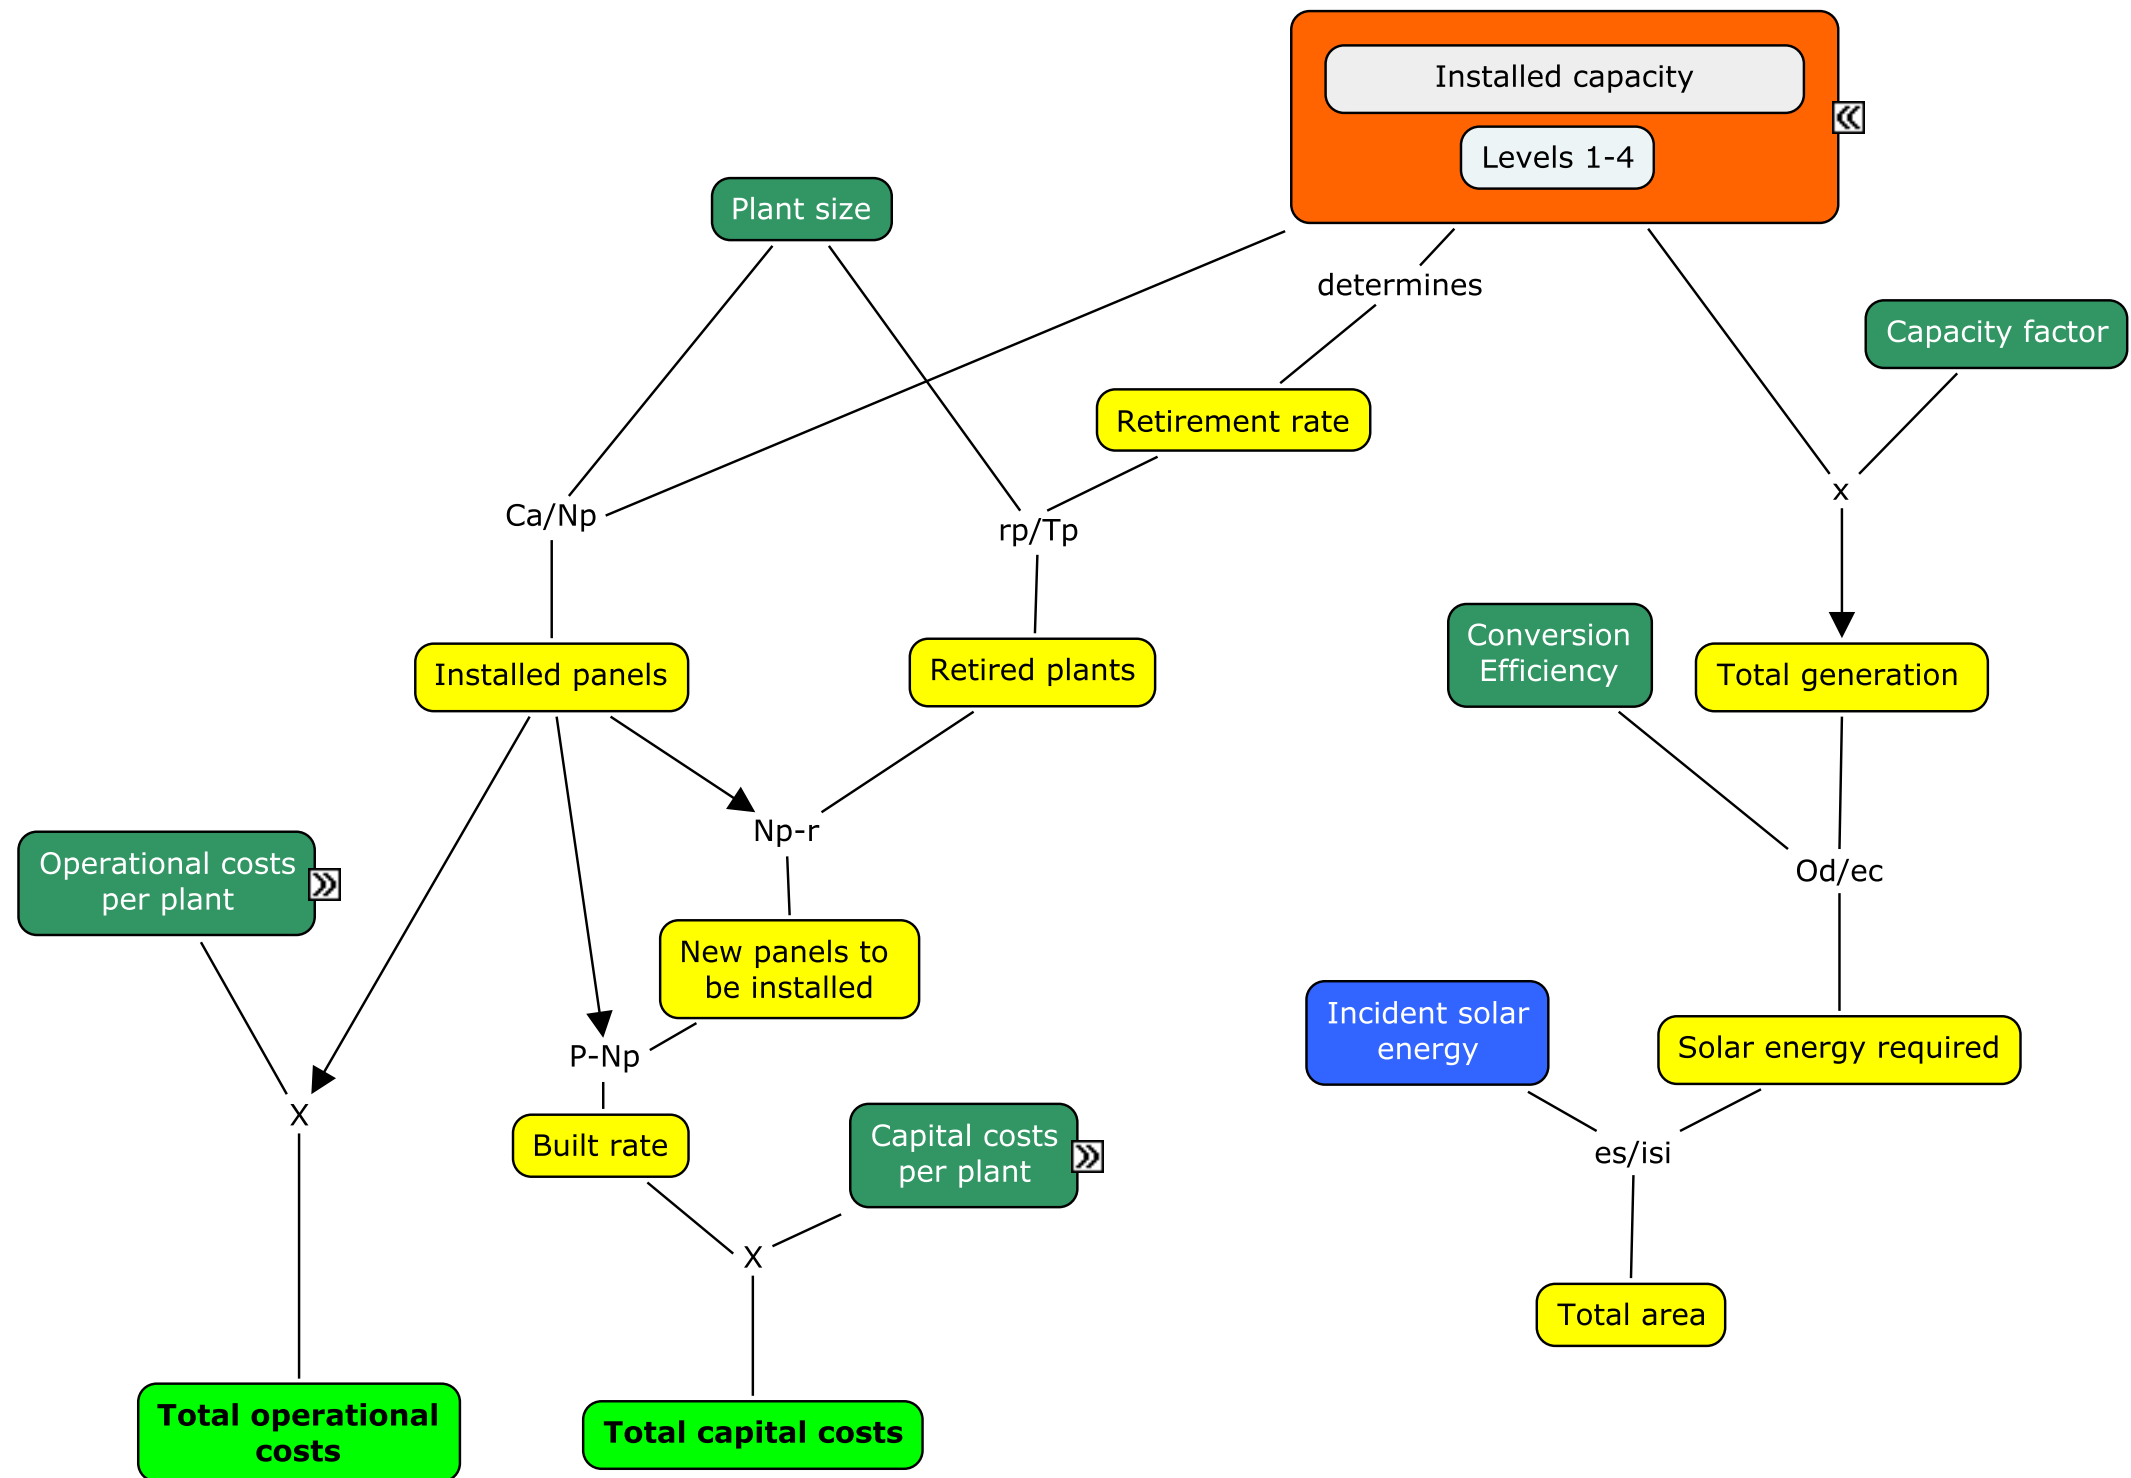 Installed capacity
Levels 1-4
Plant size
determines
Capacity factor
Retirement rate
x
Ca/Np
rp/Tp
Conversion
Efficiency
Installed panels
Retired plants
Total generation
Np-r
Operational costs
per plant
Od/ec
New panels to
be installed
Incident solar
energy
Solar energy required
P-Np
X
Built rate
Capital costs
per plant
es/isi
X
Total area
Total operational
costs
Total capital costs